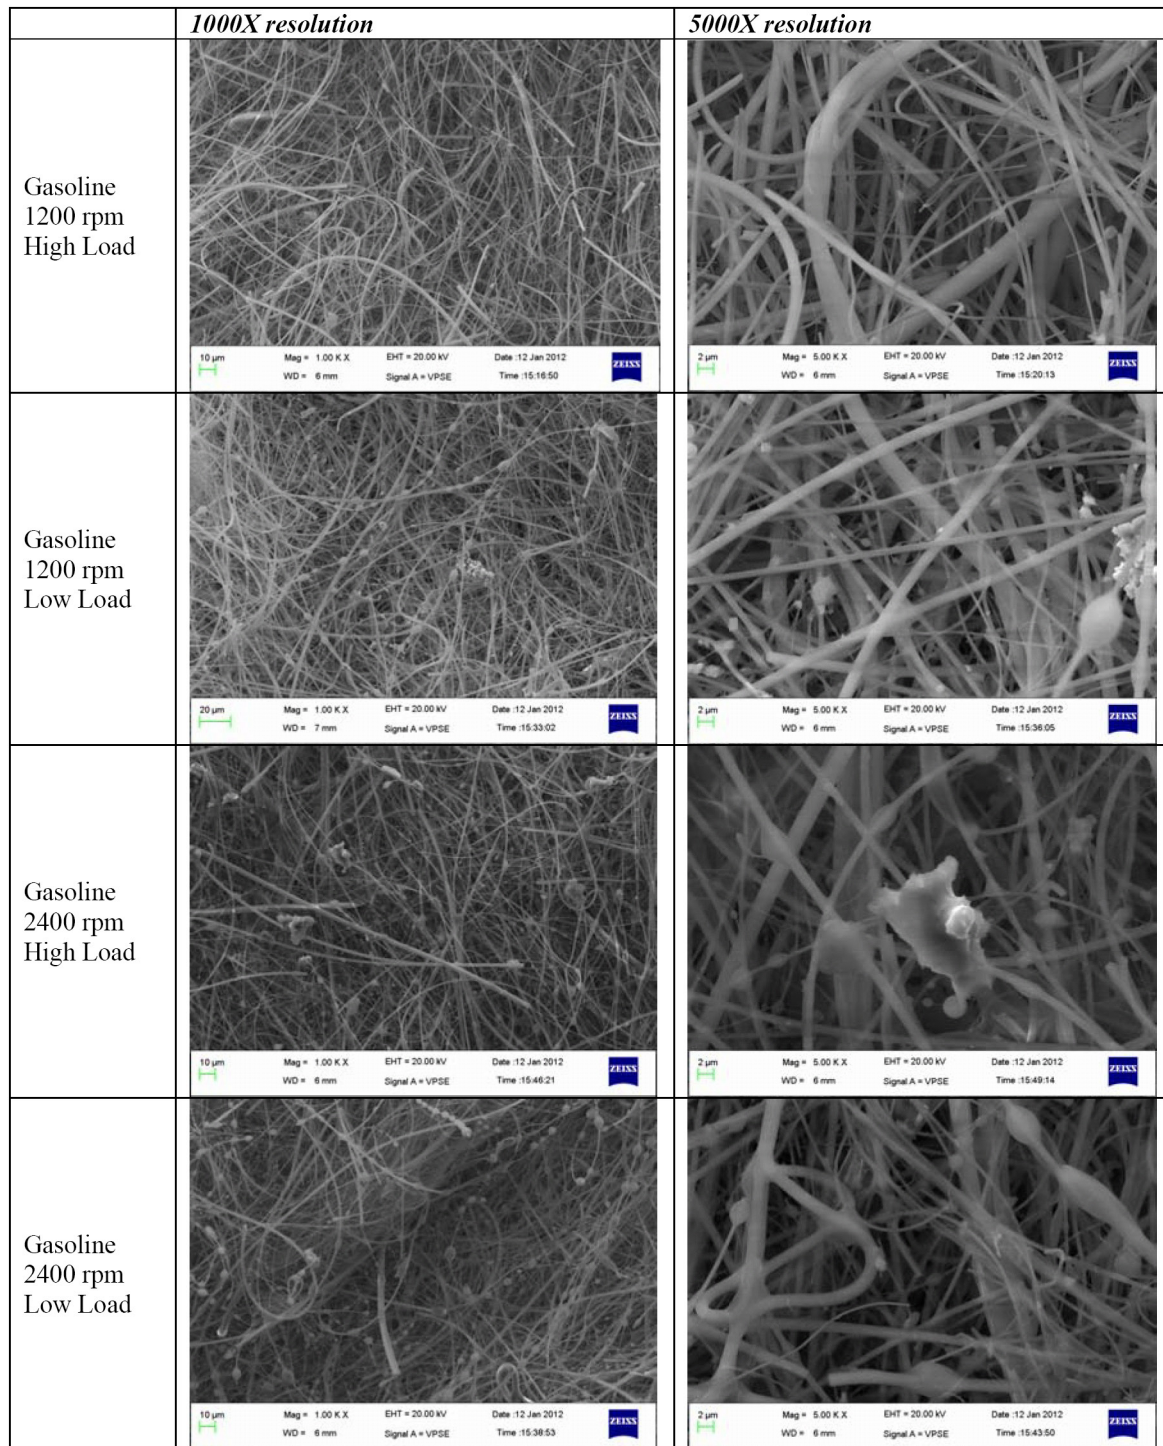 1000X resolution
5000X resolution
Gasoline
1200 rpm
High Load
10 µm
Mag = 1.00 K X
EHT = 20.00 kV
Date :12 Jan 2012
ZEISS
WD = 6 mm
Signal A = VPSE
Time :15:16:50
2 µm
Mag = 5.00 K X
EHT = 20.00 kV
Date :12 Jan 2012
ZEISS
WD = 6 mm
Signal A = VPSE
Time :15:20:13
Gasoline
1200 rpm
Low Load
20 µm
Mag = 1.00 K X
EHT = 20.00 kV
Date :12 Jan 2012
ZEISS
WD = 7 mm
Signal A = VPSE
Time :15:33:02
2 µm
Mag = 5.00 K X
EHT = 20.00 kV
Date :12 Jan 2012
ZEISS
WD = 6 mm
Signal A = VPSE
Time :15:36:05
Gasoline
2400 rpm
High Load
10 µm
Mag = 1.00 K X
EHT = 20.00 kV
Date :12 Jan 2012
ZEISS
WD = 6 mm
Signal A = VPSE
Time :15:46:21
2 µm
Mag = 5.00 K X
EHT = 20.00 kV
Date :12 Jan 2012
ZEISS
WD = 6 mm
Signal A = VPSE
Time :15:49:14
Gasoline
2400 rpm
Low Load
10 µm
Mag = 1.00 K X
EHT = 20.00 kV
Date :12 Jan 2012
ZEISS
WD = 6 mm
Signal A = VPSE
Time :15:38:53
2 µm
Mag = 5.00 K X
EHT = 20.00 kV
Date :12 Jan 2012
ZEISS
WD = 6 mm
Signal A = VPSE
Time :15:43:50